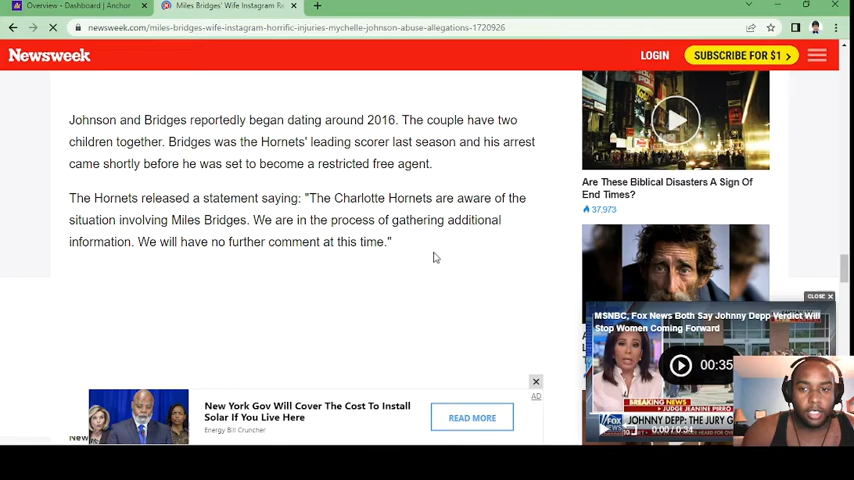 Overview - Dashboard | Anchor
Miles Bridges' Wife Instagram R
newsweek.com/miles-bridges-wife-instagram-horrific-injuries-mychelle-johnson-abuse-allegations-1720926
Newsweek
LOGIN
SUBSCRIBE FOR $1 >
Johnson and Bridges reportedly began dating around 2016. The couple have two
children together. Bridges was the Hornets' leading scorer last season and his arrest
came shortly before he was set to become a restricted free agent.
The Hornets released a statement saying: "The Charlotte Hornets are aware of the
situation involving Miles Bridges. We are in the process of gathering additional
information. We will have no further comment at this time."
Are These Biblical Disasters A Sign Of
End Times?
37,973
CLOSE X
MSNBC, Fox News Both Say Johnny Depp Verdict Will
Stop Women Coming Forward
00:35
BREAKING NEWS
JUDGE JEANINE PIRRO
JOHNNY DEPP: THE JURY
0:00 / 0:34
AD
New York Gov Will Cover The Cost To Install
Solar If You Live Here
Energy Bill Cruncher
READ MORE